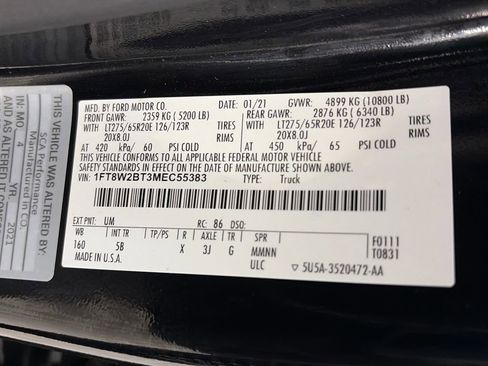 MFD. BY FORD MOTOR CO. 01/21 GVWR: 4899 KG (10800 LB)
FRONT GAWR: 2359 KG ( 5200 LB) REAR GAWR: 2876 KG ( 6340 LB)
LT275/65R20E 126/123R TIRES LT275/65R20E 126/123R TIRES
20X8.0J RIMS 20X8.0J RIMS
AT 420 kPa/ 60 PSI COLD AT 450 kPa/ 65 PSI COLD
THIS VEHICLE CONFORMS TO ALL APPLICABLE FEDERAL MOTOR VEHICLE
SAFETY STANDARDS IN EFFECT ON THE DATE OF MANUFACTURE SHOWN ABOVE.
VIN: 1FT8W2BT3MEC55383 TYPE: Truck
EXT PNT: UM RC: 86 DSO:
WB INT TR TP/PS R AXLE TR SPR
160 5B X 3J G MMNN F0111
MADE IN U.S.A. ULC 5U5A-3520472-AA T0831
THIS VEHICLE WAS ALTERED BY
SCA Performance
Manufactured in
IN: MO. 4 YR.
AND AS ALTERED IT
2021